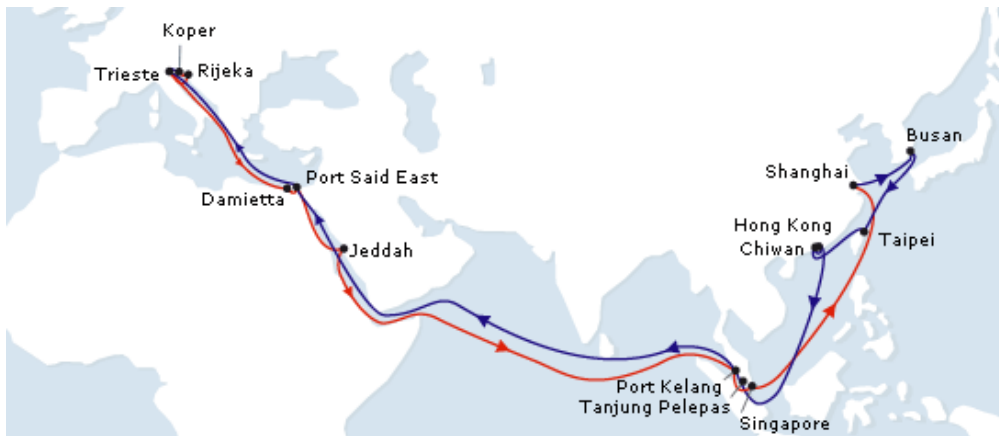 Koper
Trieste
Rijeka
Busan
Shanghai
Port Said East
Damietta
Hong Kong
Chiwan
Taipei
Jeddah
Port Kelang
Tanjung Pelepas
Singapore